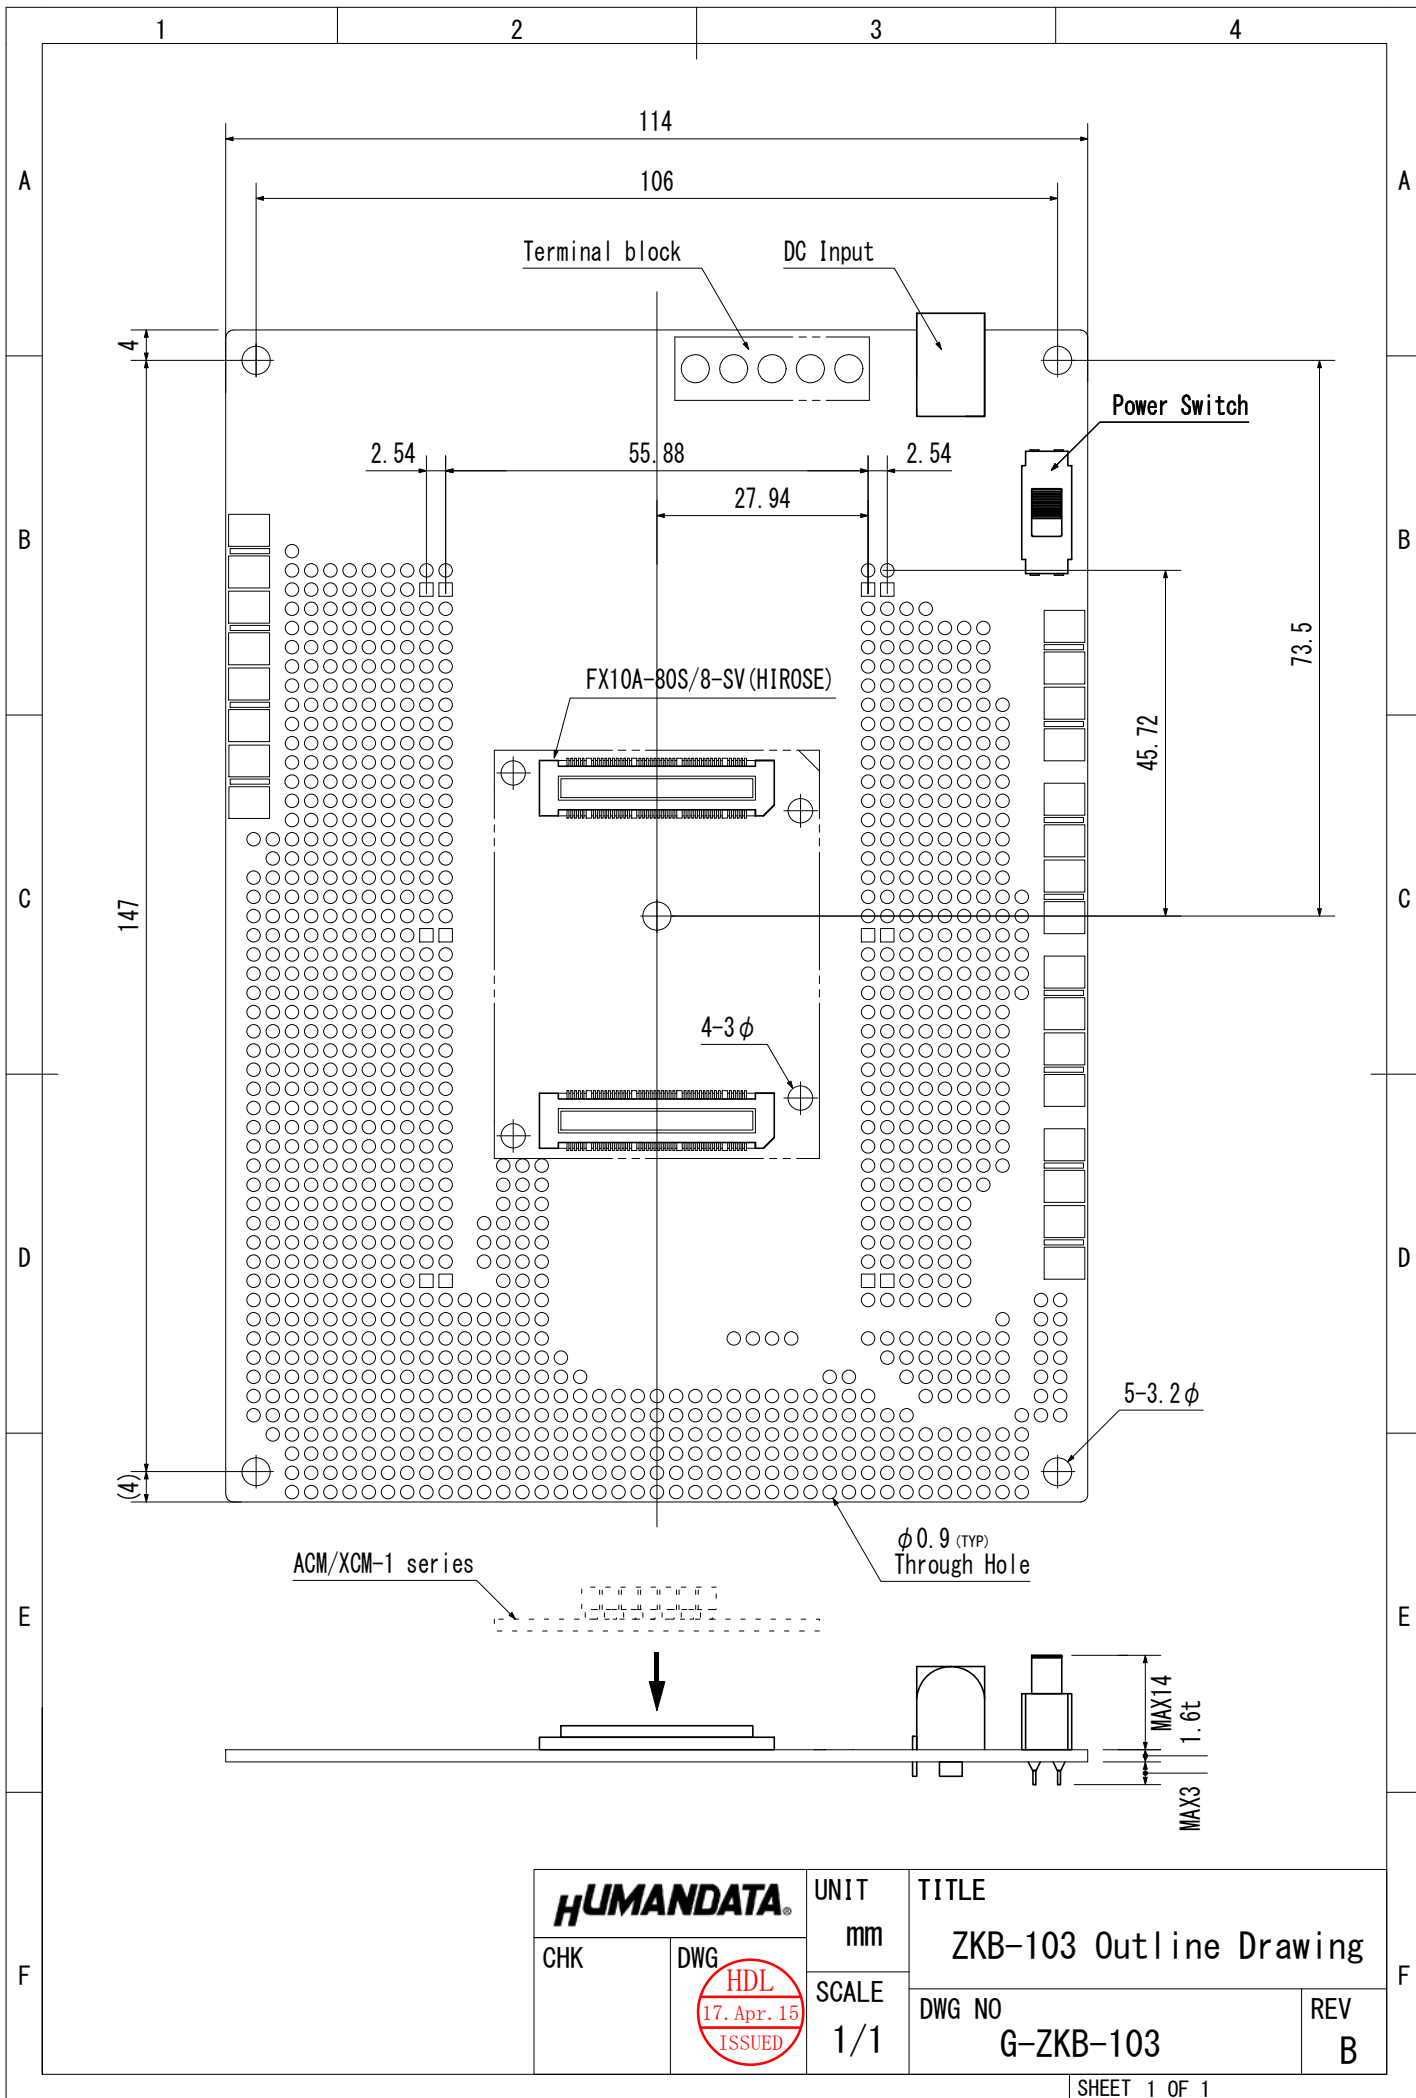 1 2 3 4
114
A A
106
Terminal block DC Input
4
Power Switch
2.54 55.88 2.54
27.94
B B
73.5
FX10A-80S/8-SV(HIROSE)
45.72
C C
147
4-3φ
D D
5-3.2φ
(4)
φ0.9 (TYP)
Through Hole
ACM/XCM-1 series
E E
MAX14
1.6t
MAX3
HUMANDATA®
UNIT
mm
TITLE
ZKB-103 Outline Drawing
CHK
DWG
HDL
17.Apr.15
ISSUED
SCALE
1/1
DWG NO
G-ZKB-103
REV
B
F F
SHEET 1 OF 1